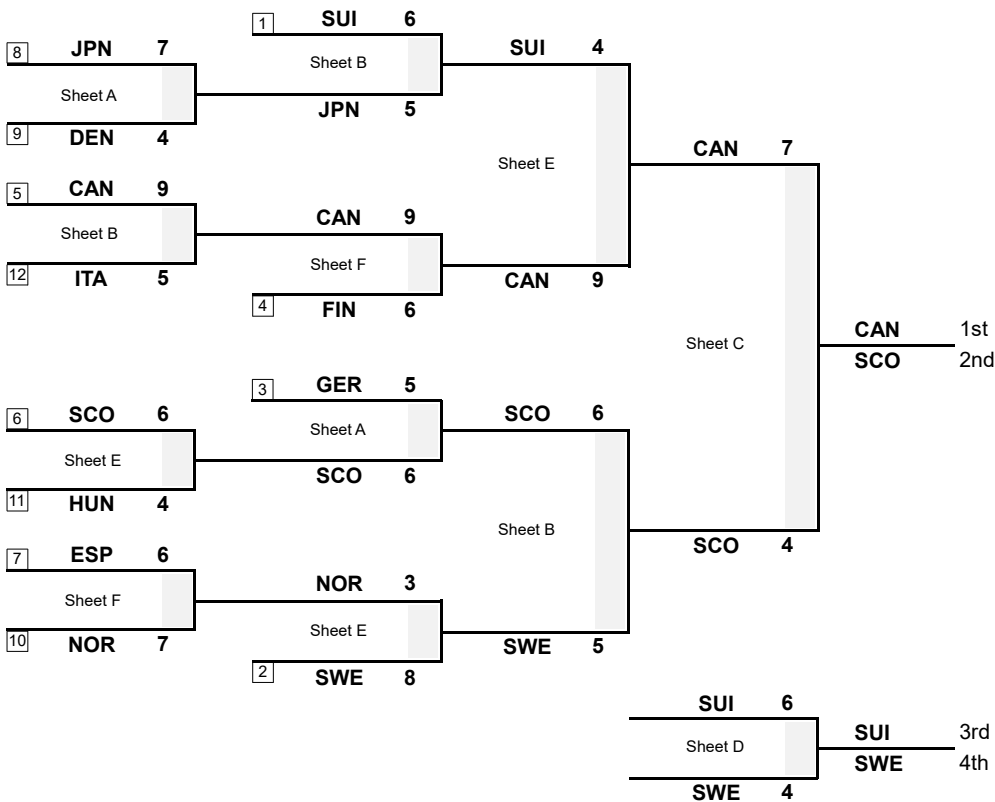 1 SUI 6
8 JPN 7
SUI 4
Sheet B
Sheet A
JPN 5
9 DEN 4
CAN 7
Sheet E
5 CAN 9
CAN 9
Sheet B
Sheet F
12 ITA 5
CAN 9
4 FIN 6
CAN 1st
Sheet C
SCO 2nd
3 GER 5
6 SCO 6
SCO 6
Sheet A
Sheet E
SCO 6
11 HUN 4
Sheet B
SCO 4
7 ESP 6
NOR 3
Sheet F
Sheet E
10 NOR 7
SWE 5
2 SWE 8
SUI 6
SUI 3rd
Sheet D
SWE 4th
SWE 4